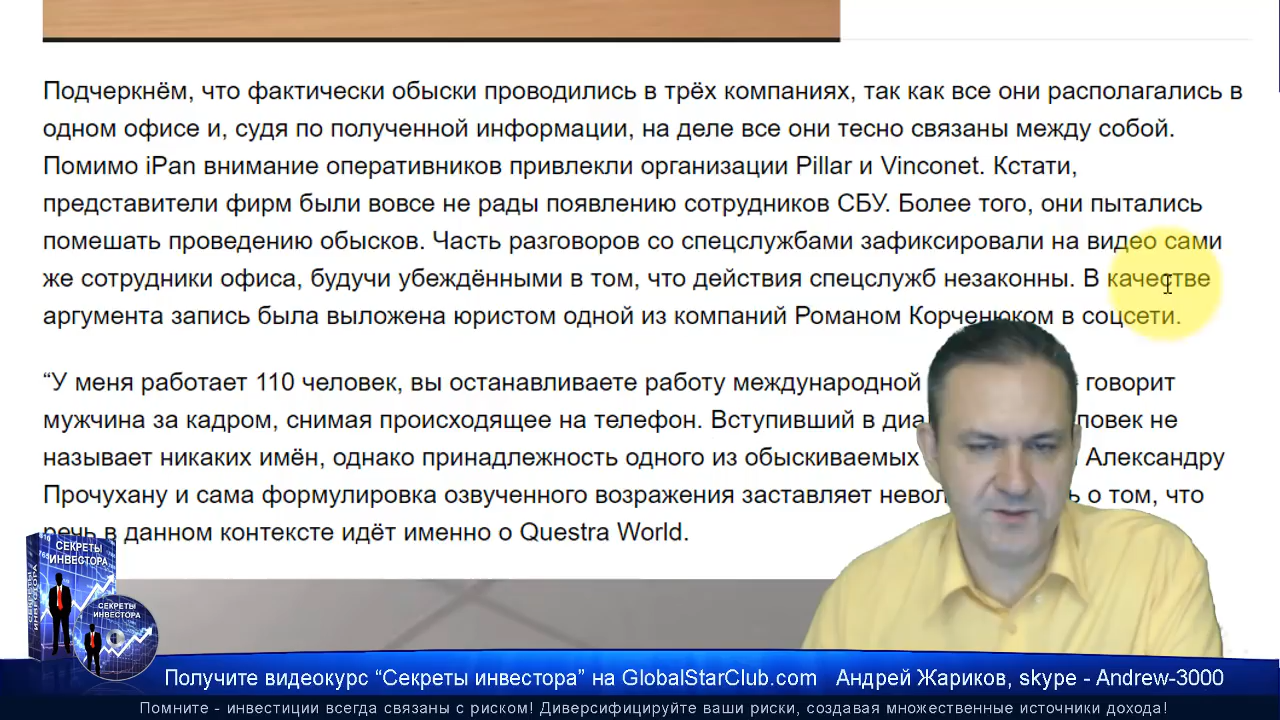 Подчеркнём, что фактически обыски проводились в трёх компаниях, так как все они располагались в
одном офисе и, судя по полученной информации, на деле все они тесно связаны между собой.
Помимо iPan внимание оперативников привлекли организации Pillar и Vinconet. Кстати,
представители фирм были вовсе не рады появлению сотрудников СБУ. Более того, они пытались
помешать проведению обысков. Часть разговоров со спецслужбами зафиксировали на видео сами
же сотрудники офиса, будучи убеждёнными в том, что действия спецслужб незаконны. В качестве
аргумента запись была выложена юристом одной из компаний Романом Корченюком в соцсети.
“У меня работает 110 человек, вы останавливаете работу международной говорит
мужчина за кадром, снимая происходящее на телефон. Вступивший в не
называет никаких имён, однако принадлежность одного из обыскиваемых Александру
Прочухану и сама формулировка озвученного возражения заставляет о том, что
речь в данном контексте идёт именно о Questra World.
СЕКРЕТЫ
ИНВЕСТОРА
СЕКРЕТЫ
ИНВЕСТОРА
СЕКРЕТЫ
ИНВЕСТОРА
Получите видеокурс “Секреты инвестора” на GlobalStarClub.com Андрей Жариков, skype - Andrew-3000
Помните - инвестиции всегда связаны с риском! Диверсифицируйте ваши риски, создавая множественные источники дохода!